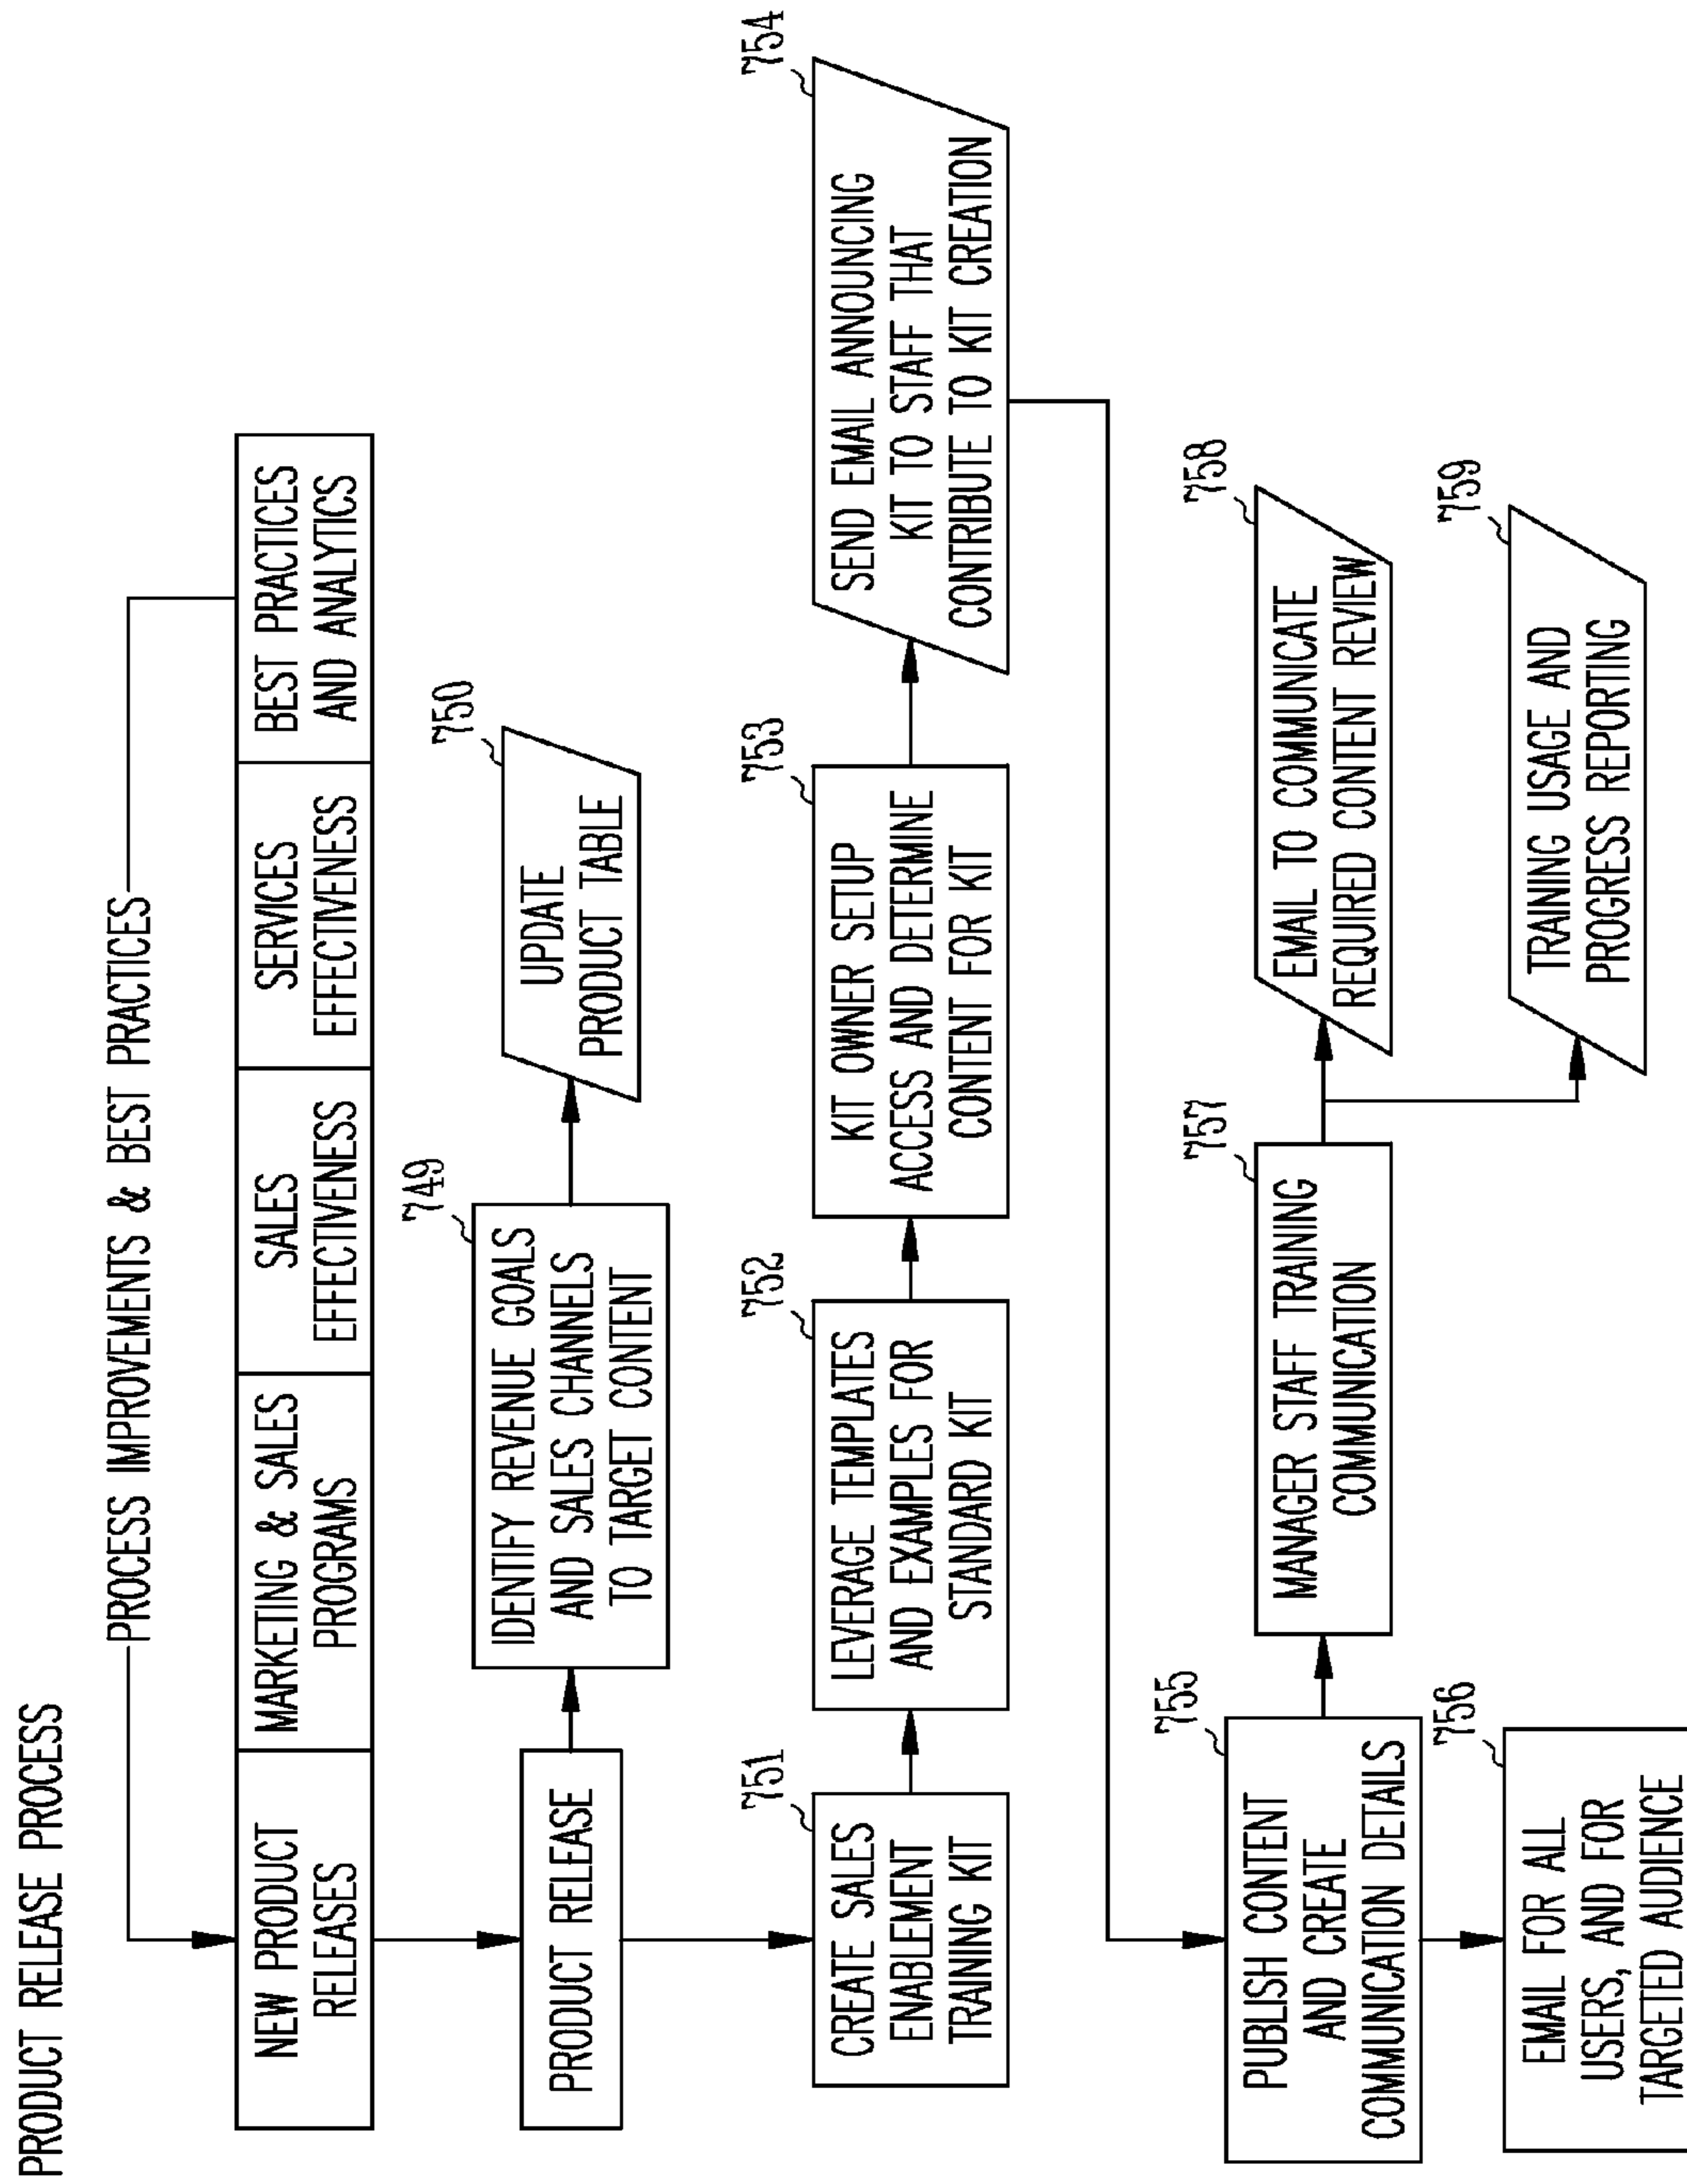 PRODUCT RELEASE PROCESS
PROCESS IMPROVEMENTS & BEST PRACTICES
NEW PRODUCT
RELEASES
MARKETING & SALES
PROGRAMS
SALES
EFFECTIVENESS
SERVICES
EFFECTIVENESS
BEST PRACTICES
AND ANALYTICS
PRODUCT RELEASE
749
IDENTIFY REVENUE GOALS
AND SALES CHANNELS
TO TARGET CONTENT
750
UPDATE
PRODUCT TABLE
751
CREATE SALES
ENABLEMENT
TRAINING KIT
752
LEVERAGE TEMPLATES
AND EXAMPLES FOR
STANDARD KIT
753
KIT OWNER SETUP
ACCESS AND DETERMINE
CONTENT FOR KIT
754
SEND EMAIL ANNOUNCING
KIT TO STAFF THAT
CONTRIBUTE TO KIT CREATION
755
PUBLISH CONTENT
AND CREATE
COMMUNICATION DETAILS
756
EMAIL FOR ALL
USERS, AND FOR
TARGETED AUDIENCE
757
MANAGER STAFF TRAINING
COMMUNICATION
758
EMAIL TO COMMUNICATE
REQUIRED CONTENT REVIEW
759
TRAINING USAGE AND
PROGRESS REPORTING